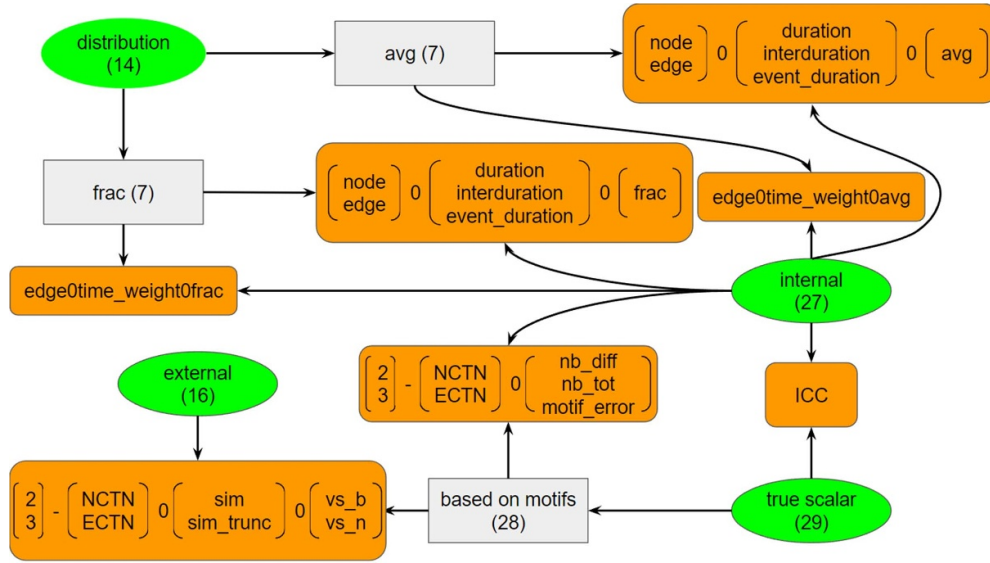 distribution
(14)
avg (7)
node
edge
0
duration
interduration
event_duration
0
avg
frac (7)
node
edge
0
duration
interduration
event_duration
0
frac
edge0time_weight0avg
edge0time_weight0frac
internal
(27)
external
(16)
2
3
-
NCTN
ECTN
0
nb_diff
nb_tot
motif_error
ICC
2
3
-
NCTN
ECTN
0
sim
sim_trunc
0
vs_b
vs_n
based on motifs
(28)
true scalar
(29)